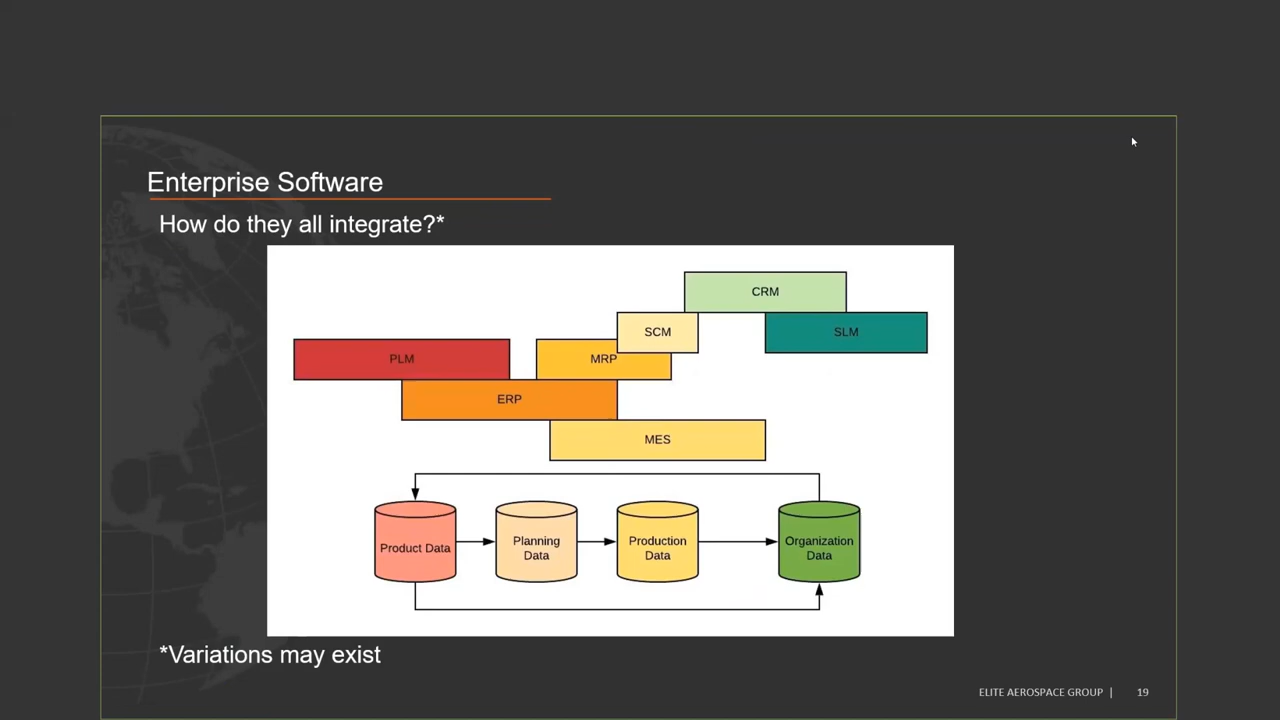 Enterprise Software
How do they all integrate?*
CRM
SCM
SLM
PLM
MRP
ERP
MES
Product Data
Planning
Data
Production
Data
Organization
Data
*Variations may exist
ELITE AEROSPACE GROUP | 19